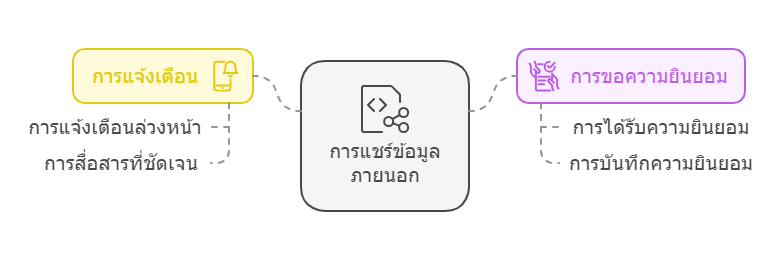 การแจ้งเตือน
การแจ้งเตือนล่วงหน้า
การสื่อสารที่ชัดเจน
การแชร์ข้อมูล
ภายนอก
การขอความยินยอม
การได้รับความยินยอม
การบันทึกความยินยอม